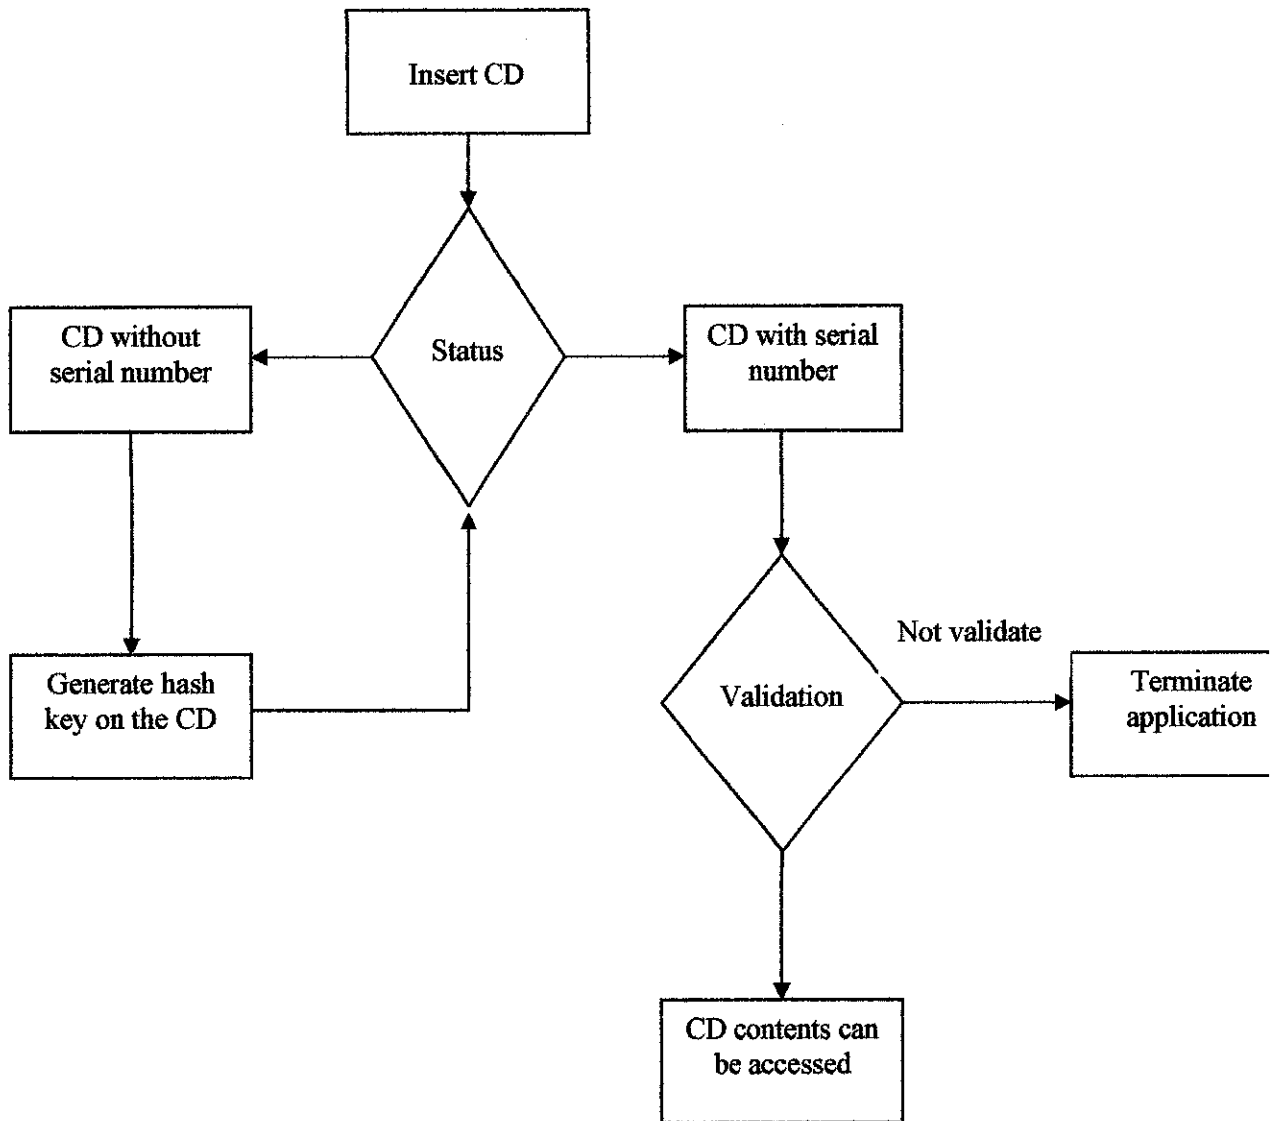 Insert CD
CD without
serial number
Status
CD with serial
number
Generate hash
key on the CD
Validation
Not validate
Terminate
application
CD contents can
be accessed